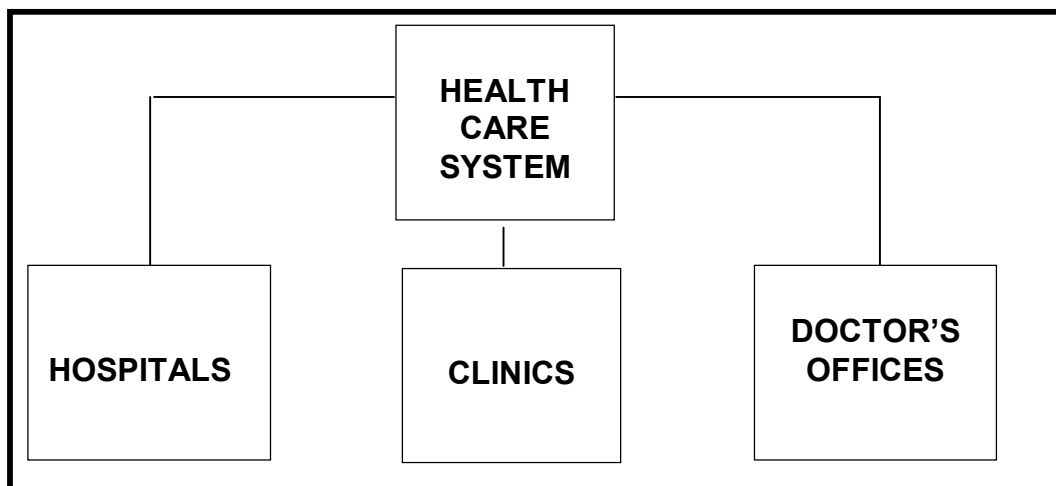 HEALTH
CARE
SYSTEM
HOSPITALS
CLINICS
DOCTOR’S
OFFICES